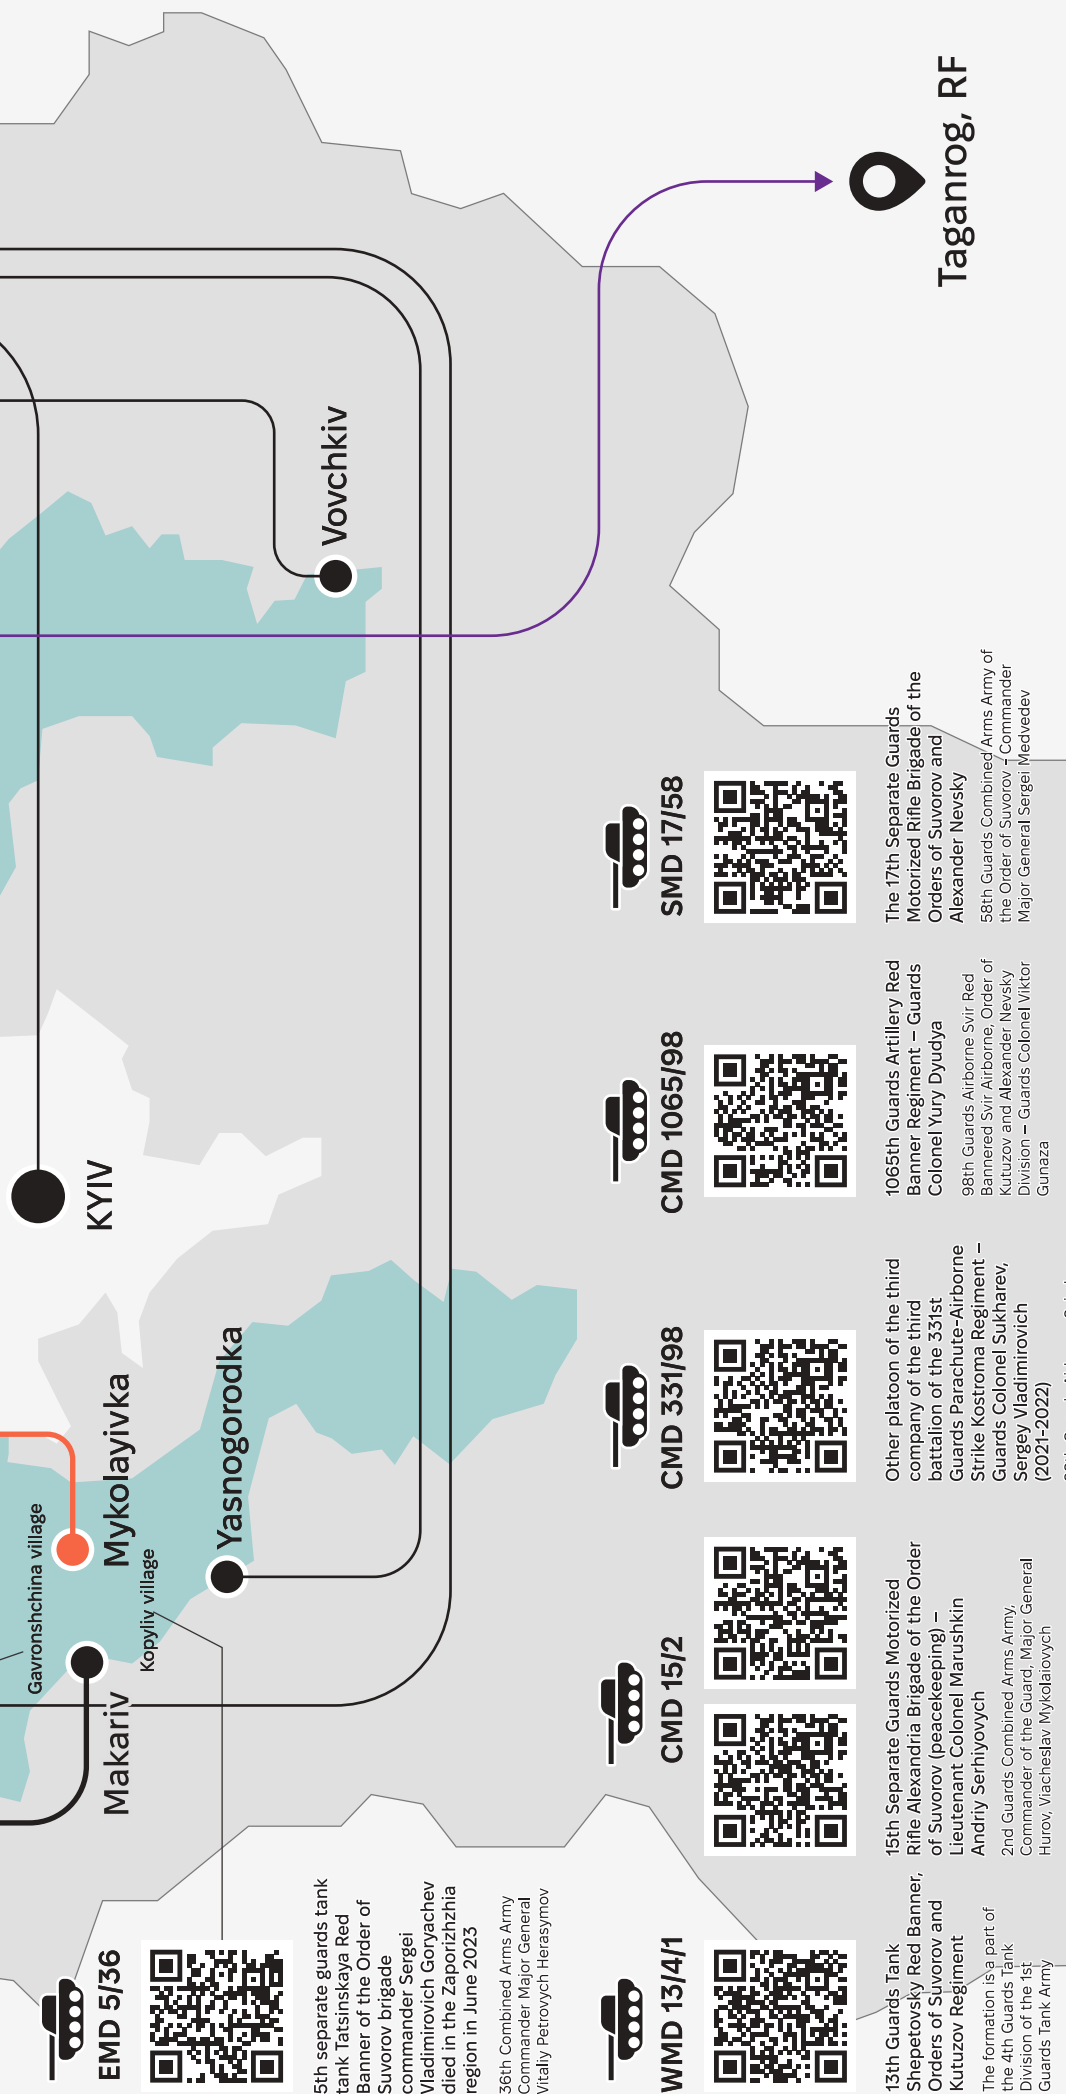 Gavronshchina village
KYIV
Mykolayivka
Makariv
Kopyliv village
Yasnogorodka
Vovchkiv
Taganrog, RF
EMD 5/36
5th separate guards tank
tank Tatsinskaya Red
Banner of the Order of
Suvorov brigade
commander Sergei
Vladimirovich Goryachev
died in the Zaporizhzhia
region in June 2023
36th Combined Arms Army
Commander Major General
Vitaliy Petrovych Herasymov
WMD 13/4/1
13th Guards Tank
Shepetovsky Red Banner,
Orders of Suvorov and
Kutuzov Regiment
The formation is a part of
the 4th Guards Tank
Division of the 1st
Guards Tank Army
CMD 15/2
15th Separate Guards Motorized
Rifle Alexandria Brigade of the Order
of Suvorov (peacekeeping) –
Lieutenant Colonel Marushkin
Andriy Serhiyovych
2nd Guards Combined Arms Army,
Commander of the Guard, Major General
Hurov, Viacheslav Mykolaiovych
CMD 331/98
Other platoon of the third
company of the third
battalion of the 331st
Guards Parachute-Airborne
Strike Kostroma Regiment –
Guards Colonel Sukharev,
Sergey Vladimirovich
(2021-2022)
CMD 1065/98
1065th Guards Artillery Red
Banner Regiment – Guards
Colonel Yury Dyudya
98th Guards Airborne Svir Red
Bannered Svir Airborne, Order of
Kutuzov and Alexander Nevsky
Division – Guards Colonel Viktor
Gunaza
SMD 17/58
The 17th Separate Guards
Motorized Rifle Brigade of the
Orders of Suvorov and
Alexander Nevsky
58th Guards Combined Arms Army of
the Order of Suvorov – Commander
Major General Sergei Medvedev